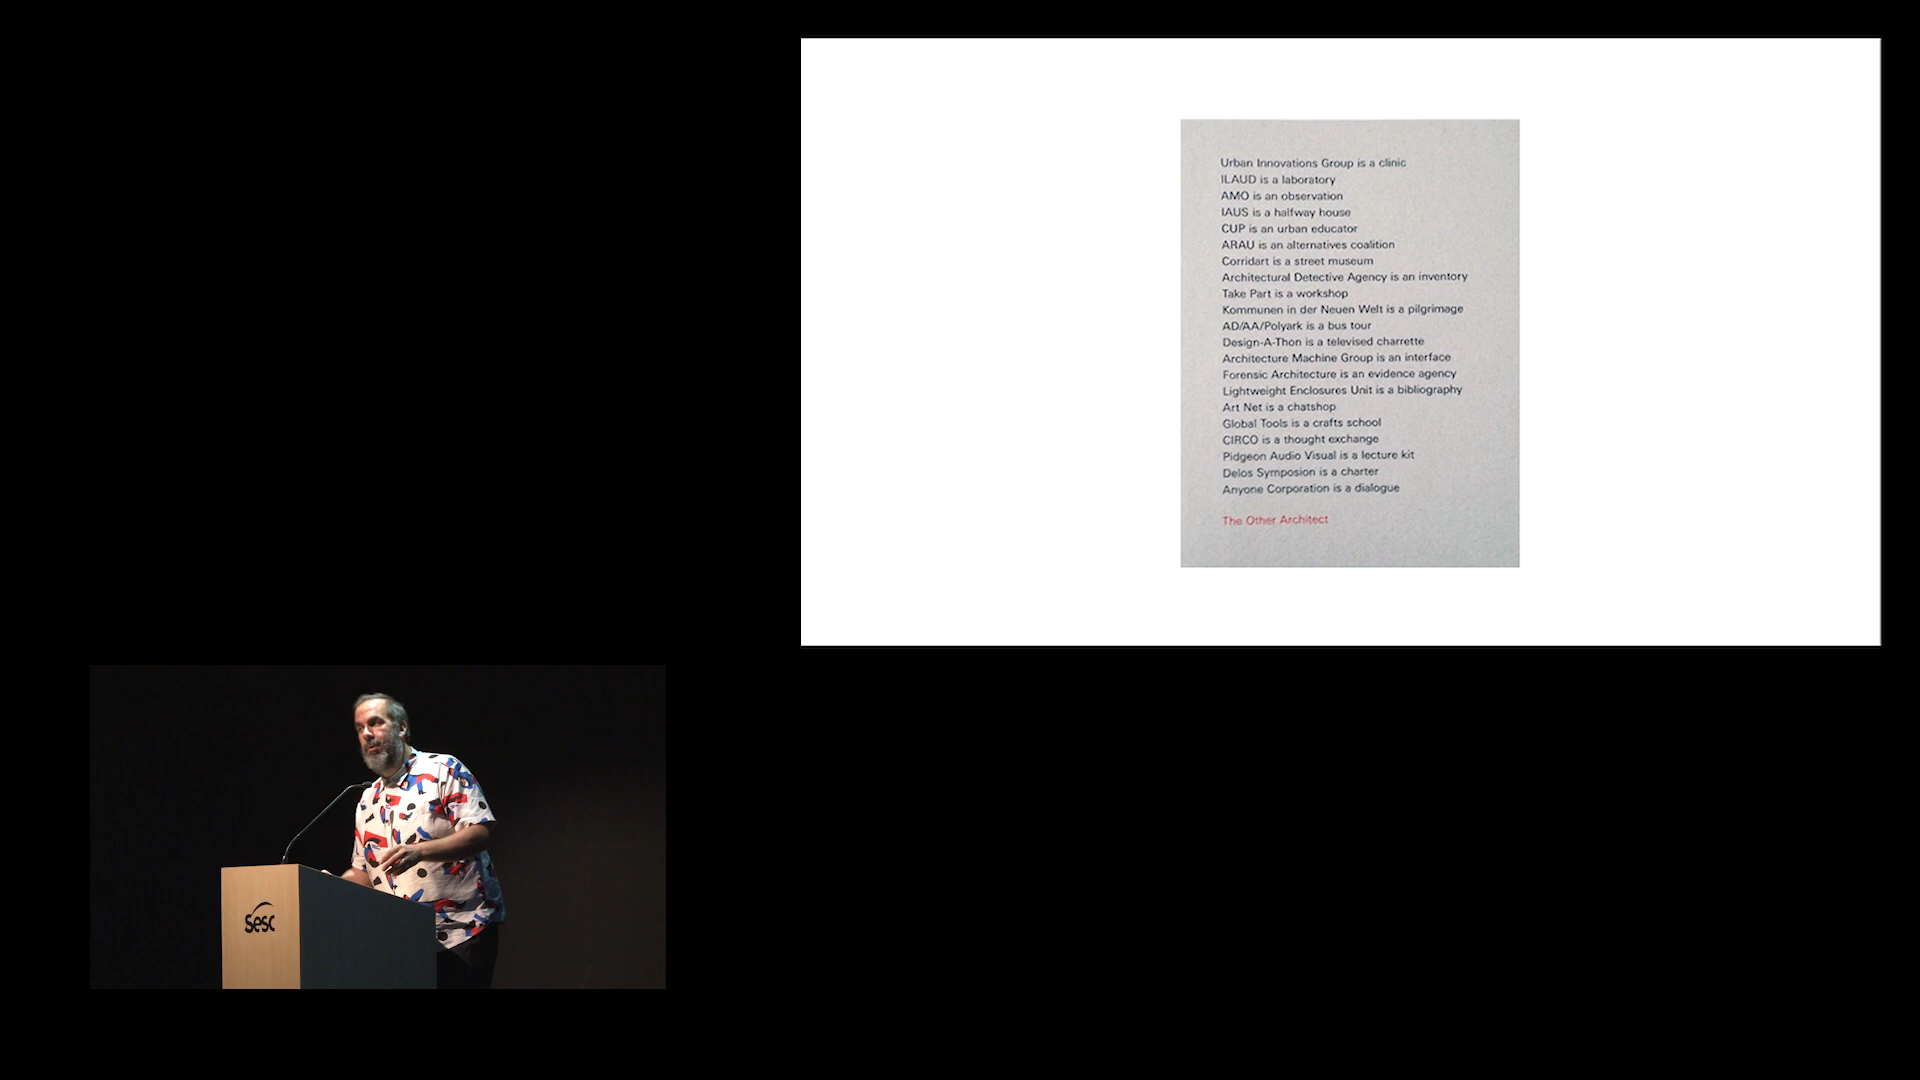 Urban Innovations Group is a clinic
ILAUD is a laboratory
AMO is an observation
IAUS is a halfway house
CUP is an urban educator
ARAU is an alternatives coalition
Corridart is a street museum
Architectural Detective Agency is an inventory
Take Part is a workshop
Kommunen in der Neuen Welt is a pilgrimage
AD/AA/Polyark is a bus tour
Design-A-Thon is a televised charrette
Architecture Machine Group is an interface
Forensic Architecture is an evidence agency
Lightweight Enclosures Unit is a bibliography
Art Net is a chatshop
Global Tools is a crafts school
CIRCO is a thought exchange
Pidgeon Audio Visual is a lecture kit
Delos Symposion is a charter
Anyone Corporation is a dialogue
The Other Architect
Sesc